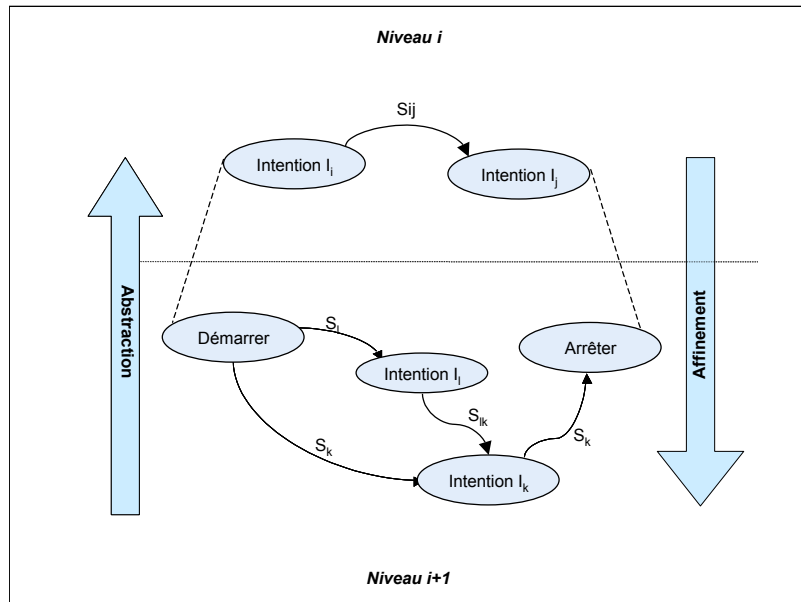 Niveau i
Sij
Intention Ii
Intention Ij
Abstraction
Affinement
Démarrer
Sl
Arrêter
Intention Il
Slk
Sk
Sk
Intention Ik
Niveau i+1